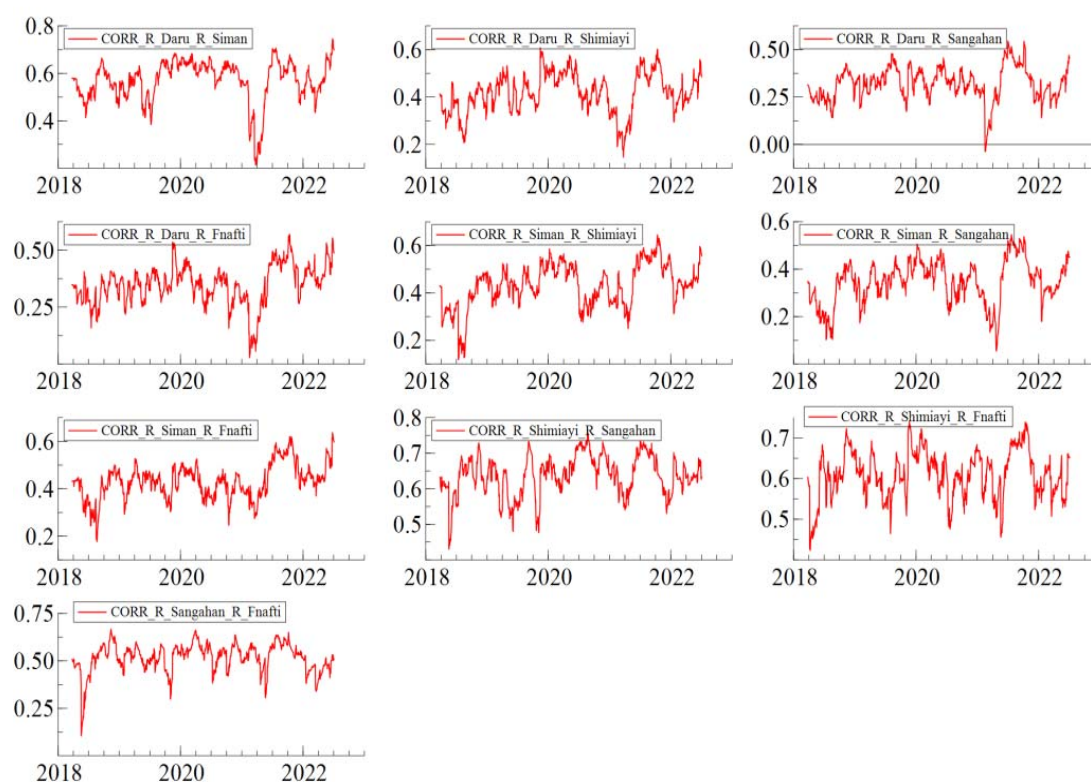 CORR_R_Daru_R_Siman
0.8
0.6
0.4
2018 2020 2022
CORR_R_Daru_R_Shimiayi
0.6
0.4
0.2
2018 2020 2022
CORR_R_Daru_R_Sangahan
0.50
0.25
0.00
2018 2020 2022
CORR_R_Daru_R_Fnafti
0.50
0.25
2018 2020 2022
CORR_R_Siman_R_Shimiayi
0.6
0.4
0.2
2018 2020 2022
CORR_R_Siman_R_Sangahan
0.6
0.4
0.2
2018 2020 2022
CORR_R_Siman_R_Fnafti
0.6
0.4
0.2
2018 2020 2022
CORR_R_Shimiayi_R_Sangahan
0.8
0.7
0.6
0.5
2018 2020 2022
CORR_R_Shimiayi_R_Fnafti
0.7
0.6
0.5
2018 2020 2022
CORR_R_Sangahan_R_Fnafti
0.75
0.50
0.25
2018 2020 2022